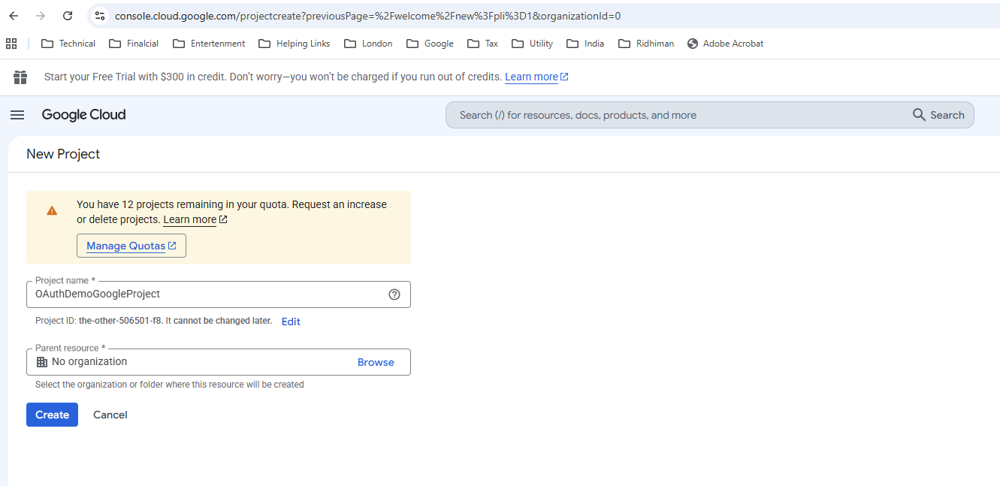 console.cloud.google.com/projectcreate?previousPage=%2Fwelcome%2Fnew%3Fpli%3D1&organizationId=0
Technical Finalcial Entertenment Helping Links London Google Tax Utility India Ridhiman Adobe Acrobat
Start your Free Trial with $300 in credit. Don’t worry—you won’t be charged if you run out of credits. Learn more
Google Cloud
Search (/) for resources, docs, products, and more Search
New Project
You have 12 projects remaining in your quota. Request an increase
or delete projects. Learn more
Manage Quotas
Project name *
OAuthDemoGoogleProject
Project ID: the-other-506501-f8. It cannot be changed later. Edit
Parent resource *
No organization Browse
Select the organization or folder where this resource will be created
Create Cancel